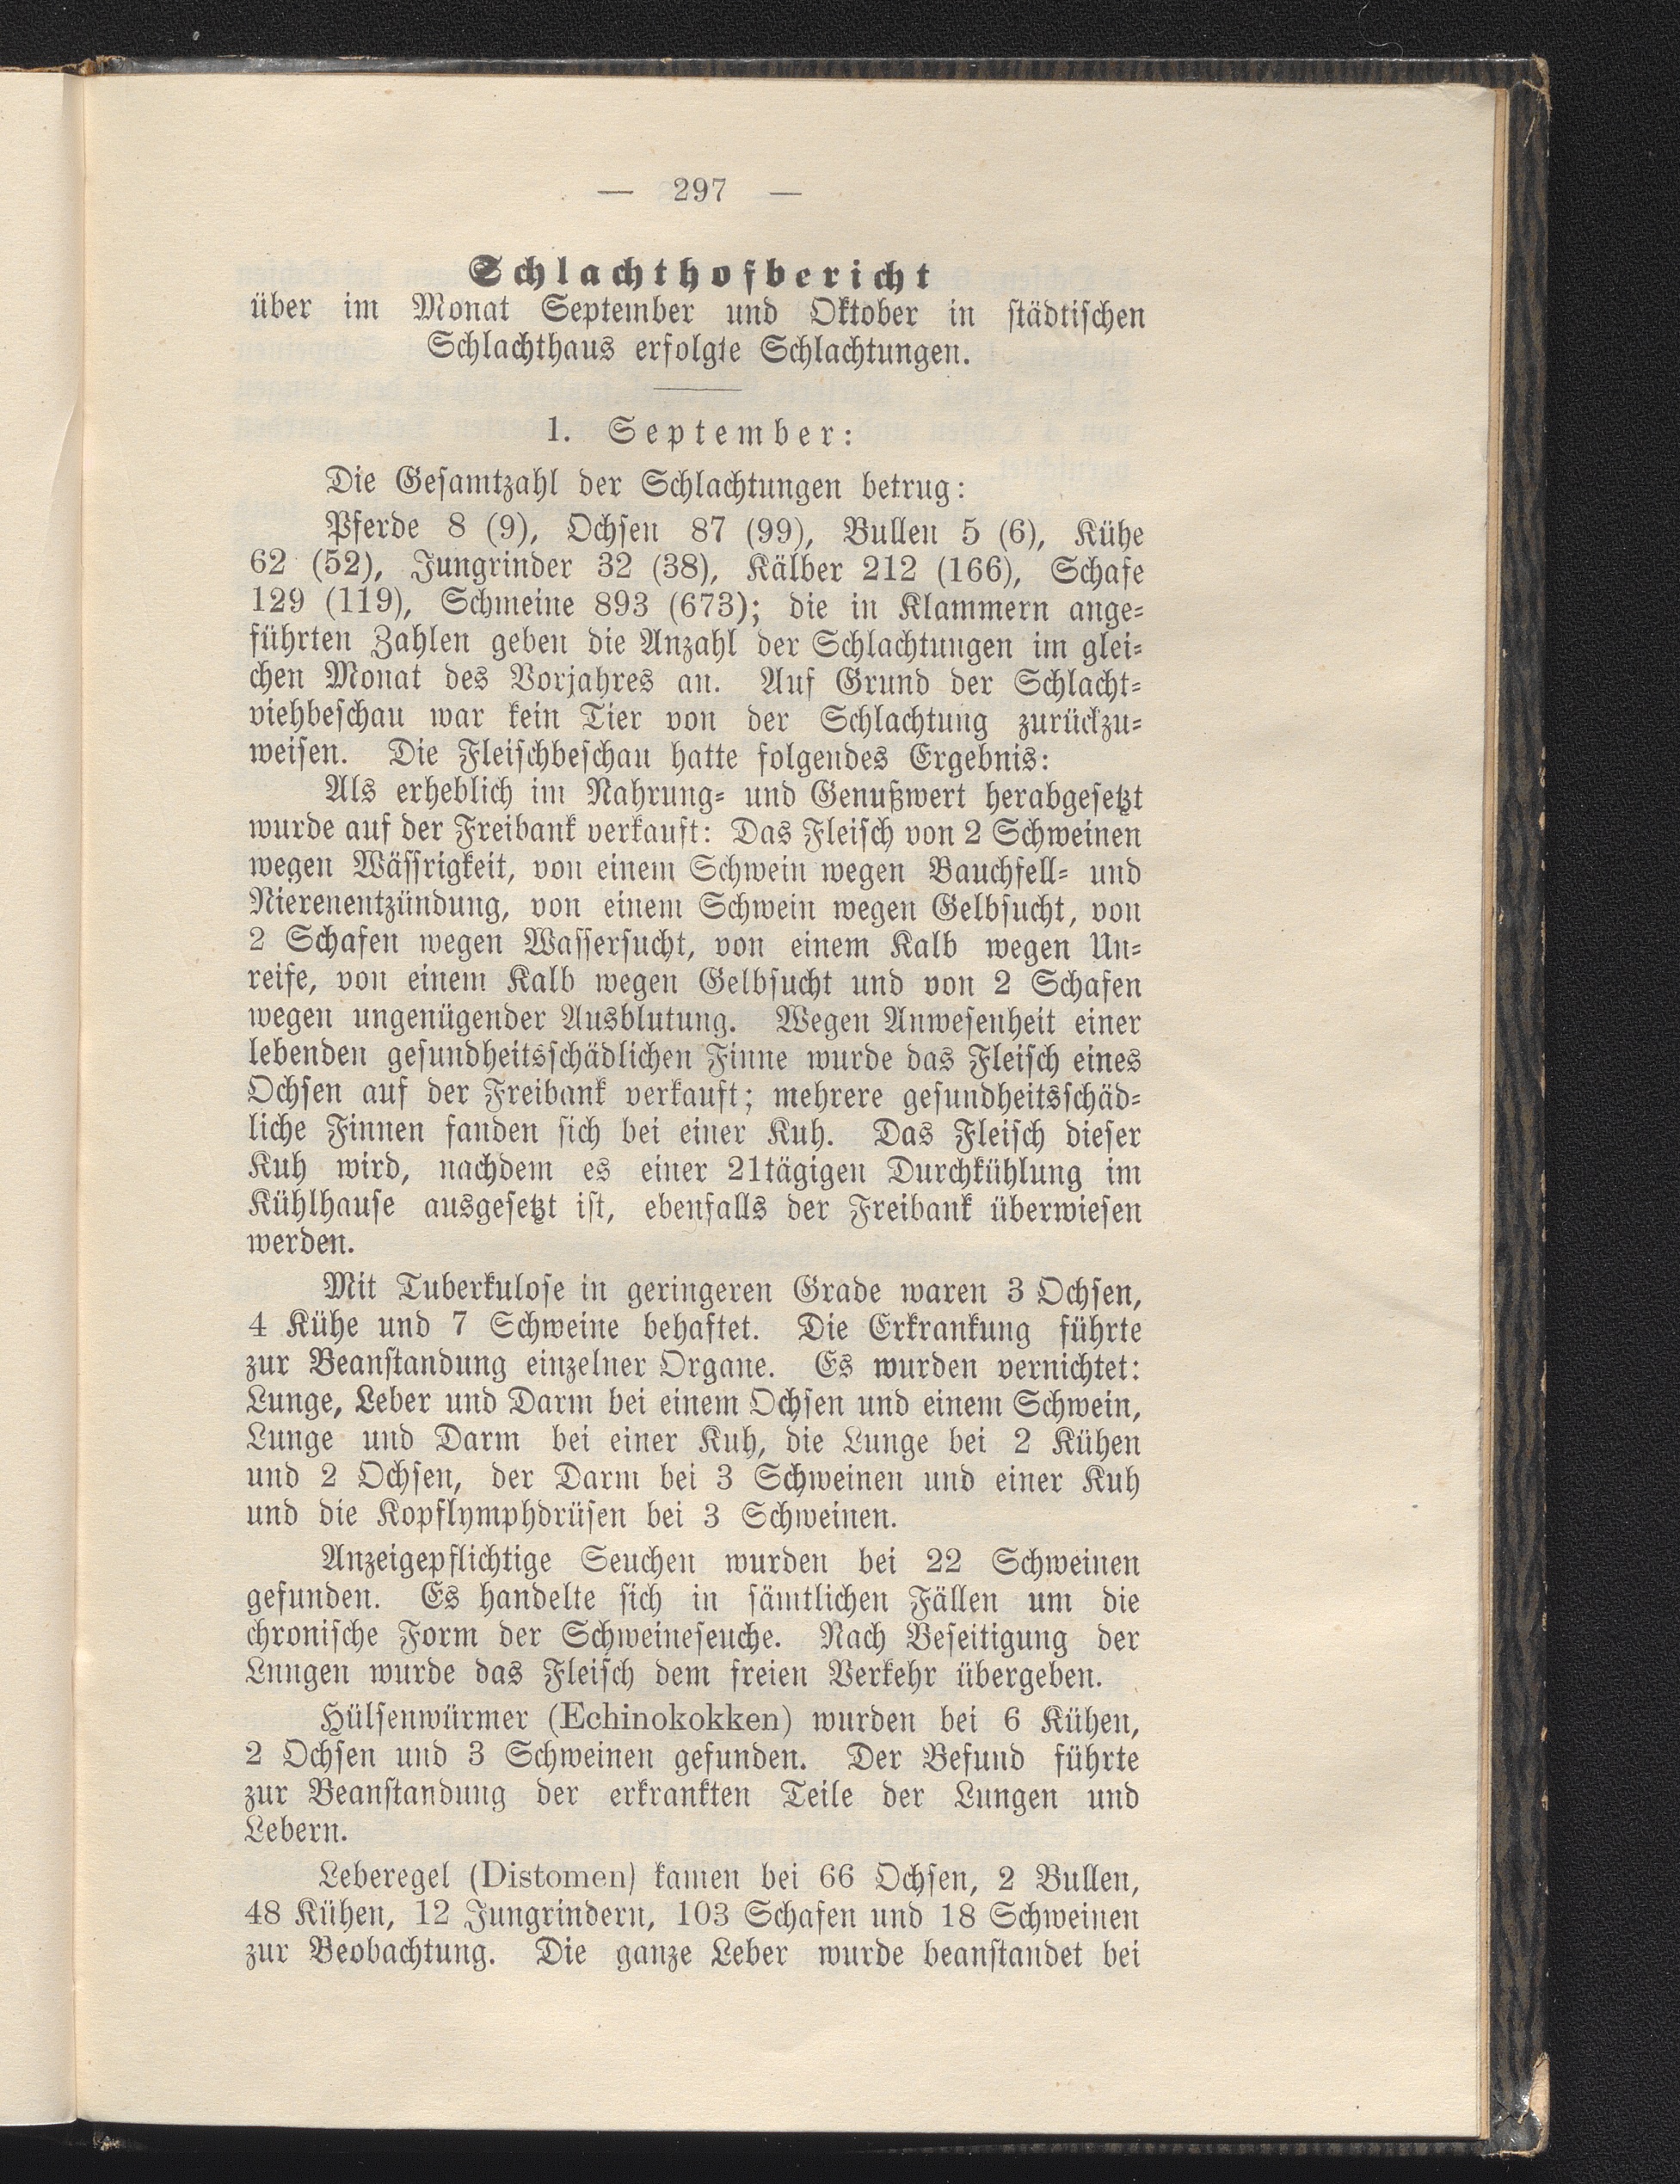 — 297 —
Schlachthofbericht
über im Monat September und Oktober in städtischen
Schlachthaus erfolgte Schlachtungen.
1. September:
Die Gesamtzahl der Schlachtungen betrug:
Pferde 8 (9), Ochsen 87 (99), Bullen 5 (6), Kühe
62 (52), Jungrinder 32 (38), Kälber 212 (166), Schafe
129 (119), Schweine 893 (673); die in Klammern ange-
führten Zahlen geben die Anzahl der Schlachtungen im glei-
chen Monat des Vorjahres an. Auf Grund der Schlacht-
viehbeschau war kein Tier von der Schlachtung zurückzu-
weisen. Die Fleischbeschau hatte folgendes Ergebnis:
Als erheblich im Nahrung- und Genußwert herabgesetzt
wurde auf der Freibank verkauft: Das Fleisch von 2 Schweinen
wegen Wässrigkeit, von einem Schwein wegen Bauchfell- und
Nierenentzündung, von einem Schwein wegen Gelbsucht, von
2 Schafen wegen Wassersucht, von einem Kalb wegen Un-
reife, von einem Kalb wegen Gelbsucht und von 2 Schafen
wegen ungenügender Ausblutung. Wegen Anwesenheit einer
lebenden gesundheitsschädlichen Finne wurde das Fleisch eines
Ochsen auf der Freibank verkauft; mehrere gesundheitsschäd-
liche Finnen fanden sich bei einer Kuh. Das Fleisch dieser
Kuh wird, nachdem es einer 21tägigen Durchkühlung im
Kühlhause ausgesetzt ist, ebenfalls der Freibank überwiesen
werden.
Mit Tuberkulose in geringeren Grade waren 3 Ochsen,
4 Kühe und 7 Schweine behaftet. Die Erkrankung führte
zur Beanstandung einzelner Organe. Es wurden vernichtet:
Lunge, Leber und Darm bei einem Ochsen und einem Schwein,
Lunge und Darm bei einer Kuh, die Lunge bei 2 Kühen
und 2 Ochsen, der Darm bei 3 Schweinen und einer Kuh
und die Kopflymphdrüsen bei 3 Schweinen.
Anzeigepflichtige Seuchen wurden bei 22 Schweinen
gefunden. Es handelte sich in sämtlichen Fällen um die
chronische Form der Schweineseuche. Nach Beseitigung der
Lungen wurde das Fleisch dem freien Verkehr übergeben.
Hülsenwürmer (Echinokokken) wurden bei 6 Kühen,
2 Ochsen und 3 Schweinen gefunden. Der Befund führte
zur Beanstandung der erkrankten Teile der Lungen und
Lebern.
Leberegel (Distomen) kamen bei 66 Ochsen, 2 Bullen,
48 Kühen, 12 Jungrindern, 103 Schafen und 18 Schweinen
zur Beobachtung. Die ganze Leber wurde beanstandet bei